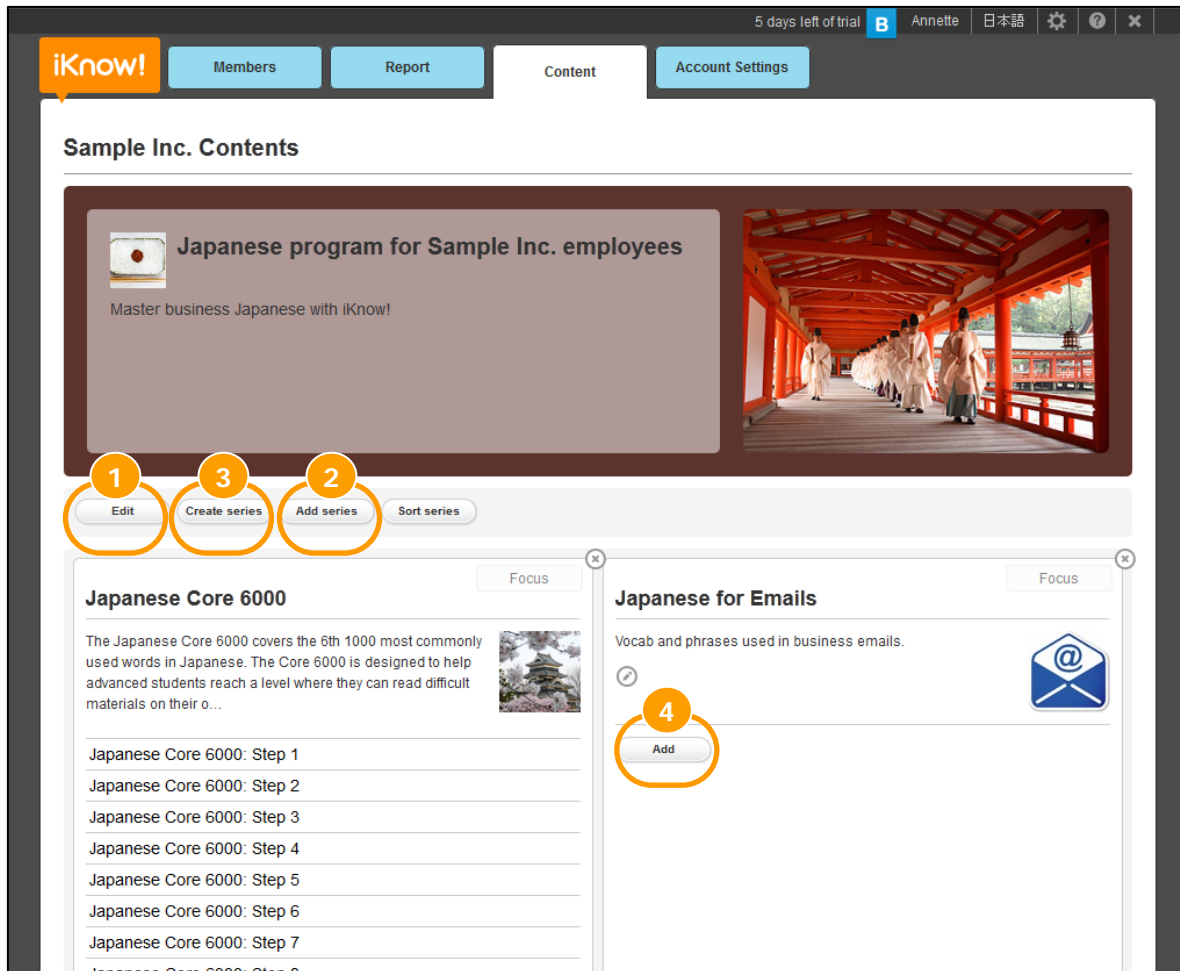 5 days left of trial B Annette 日本語
iKnow! Members Report Content Account Settings
Sample Inc. Contents
Japanese program for Sample Inc. employees
Master business Japanese with iKnow!
1 3 2
Edit Create series Add series Sort series
Focus
Japanese Core 6000
The Japanese Core 6000 covers the 6th 1000 most commonly
used words in Japanese. The Core 6000 is designed to help
advanced students reach a level where they can read difficult
materials on their o...
Japanese Core 6000: Step 1
Japanese Core 6000: Step 2
Japanese Core 6000: Step 3
Japanese Core 6000: Step 4
Japanese Core 6000: Step 5
Japanese Core 6000: Step 6
Japanese Core 6000: Step 7
Focus
Japanese for Emails
Vocab and phrases used in business emails.
@
4
Add